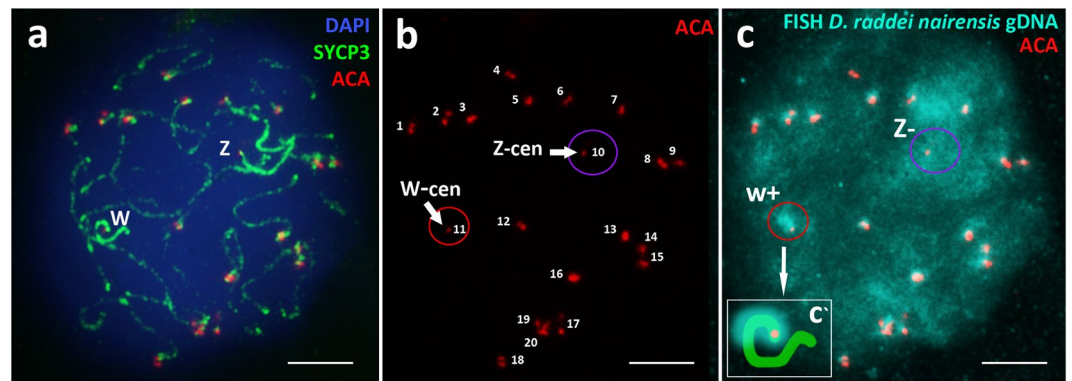 a
DAPI
SYCP3
ACA
Z
W
b
ACA
4
5
6
7
1
2
3
Z-cen
10
8
9
W-cen
11
12
13
14
15
16
19
17
20
18
c
FISH D. raddei nairensis gDNA
ACA
Z-
W+
c`